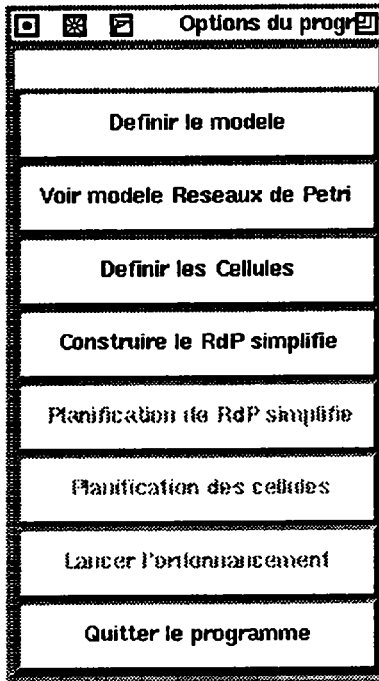 Options du progr
Definir le modele
Voir modele Reseaux de Petri
Definir les Cellules
Construire le RdP simplifie
Planification de RdP simplifie
Planification des cellules
Lancer l'ordonnancement
Quitter le programme